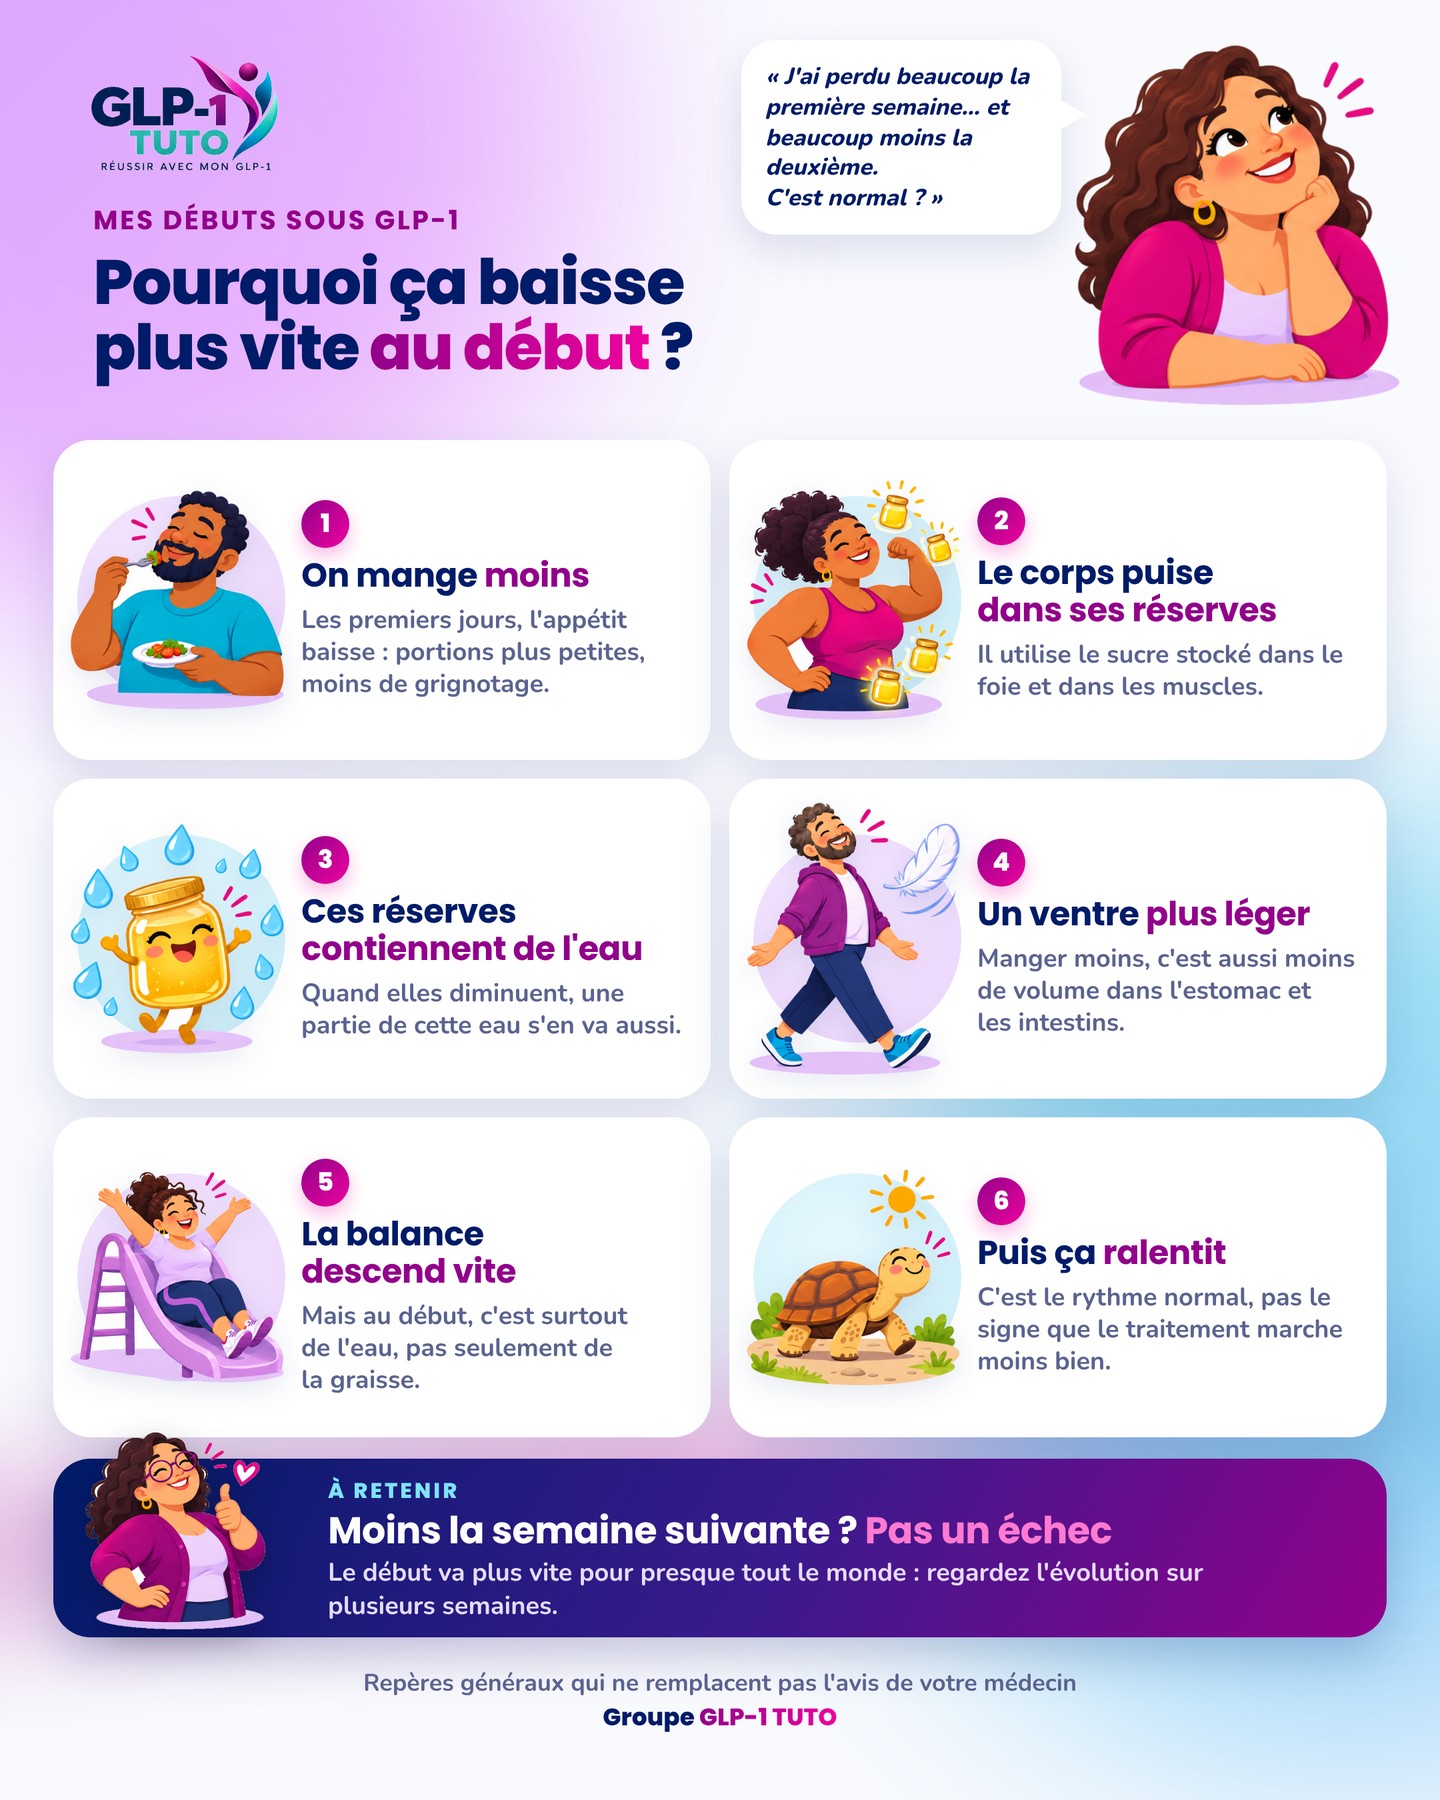 GLP-1
TUTO
RÉUSSIR AVEC MON GLP-1
« J'ai perdu beaucoup la
première semaine... et
beaucoup moins la
deuxième.
C'est normal ? »
MES DÉBUTS SOUS GLP-1
Pourquoi ça baisse
plus vite au début ?
1
On mange moins
Les premiers jours, l'appétit
baisse : portions plus petites,
moins de grignotage.
2
Le corps puise
dans ses réserves
Il utilise le sucre stocké dans le
foie et dans les muscles.
3
Ces réserves
contiennent de l'eau
Quand elles diminuent, une
partie de cette eau s'en va aussi.
4
Un ventre plus léger
Manger moins, c'est aussi moins
de volume dans l'estomac et
les intestins.
5
La balance
descend vite
Mais au début, c'est surtout
de l'eau, pas seulement de
la graisse.
6
Puis ça ralentit
C'est le rythme normal, pas le
signe que le traitement marche
moins bien.
À RETENIR
Moins la semaine suivante ? Pas un échec
Le début va plus vite pour presque tout le monde : regardez l'évolution sur
plusieurs semaines.
Repères généraux qui ne remplacent pas l'avis de votre médecin
Groupe GLP-1 TUTO